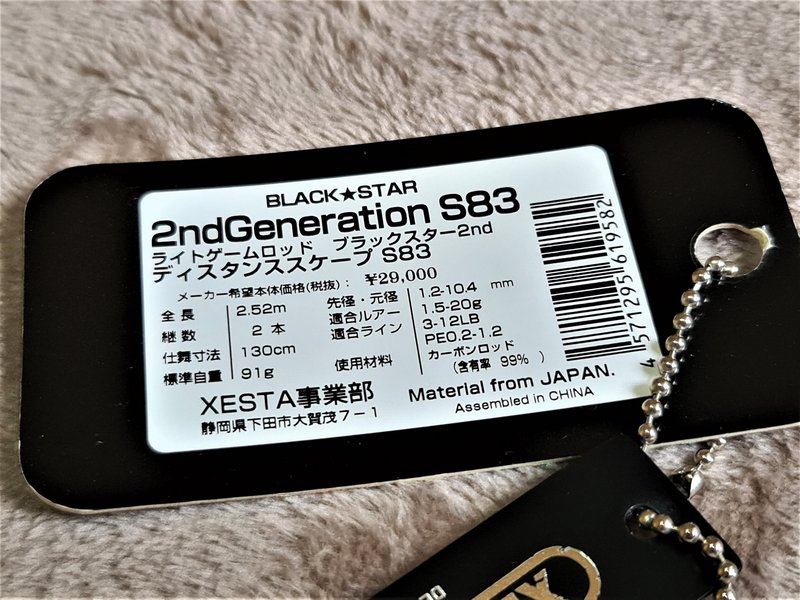 BLACK★STAR
2ndGeneration S83
ライトゲームロッド ブラックスター2nd
ディスタンススケープ S83
メーカー希望本体価格(税抜)： ¥29,000
全長 2.52m
継数 2 本
仕舞寸法 130cm
標準自重 91g
先径・元径 1.2-10.4 mm
適合ルアー 1.5-20g
適合ライン 3-12LB
PE0.2-1.2
使用材料 カーボンロッド
(含有率 99% )
XESTA事業部
静岡県下田市大賀茂7－1
Material from JAPAN.
Assembled in CHINA
4 571295 619582